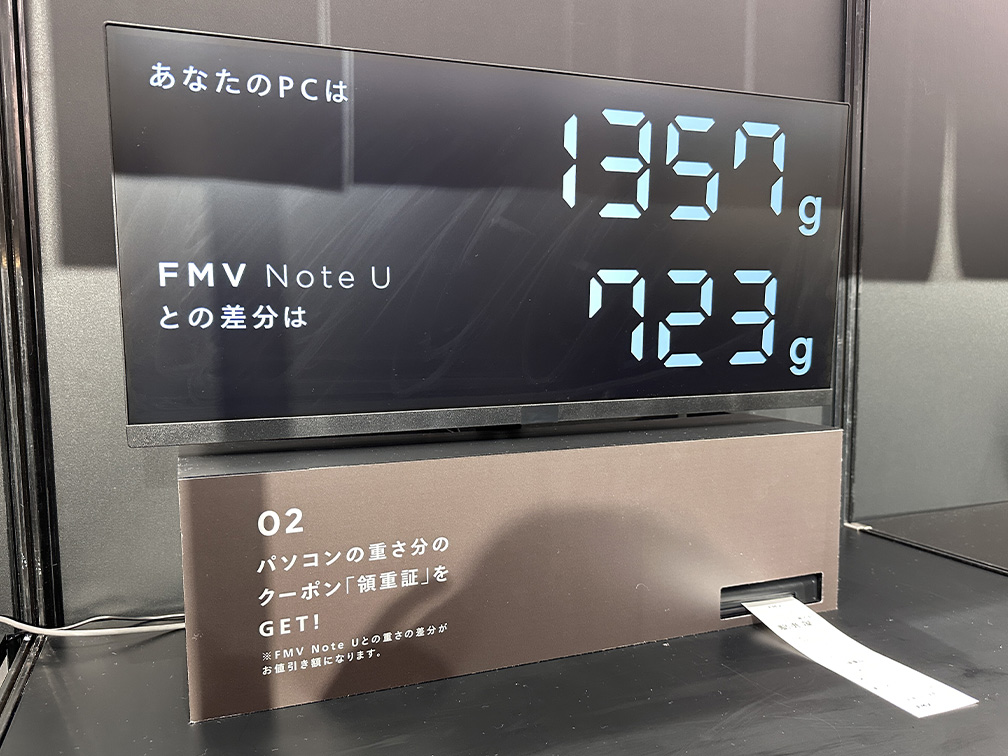 あなたのPCは
1357g
FMV Note U
との差分は
723g
02
パソコンの重さ分の
クーポン「領重証」を
GET!
※FMV Note Uとの重さの差分が
お値引き額になります。